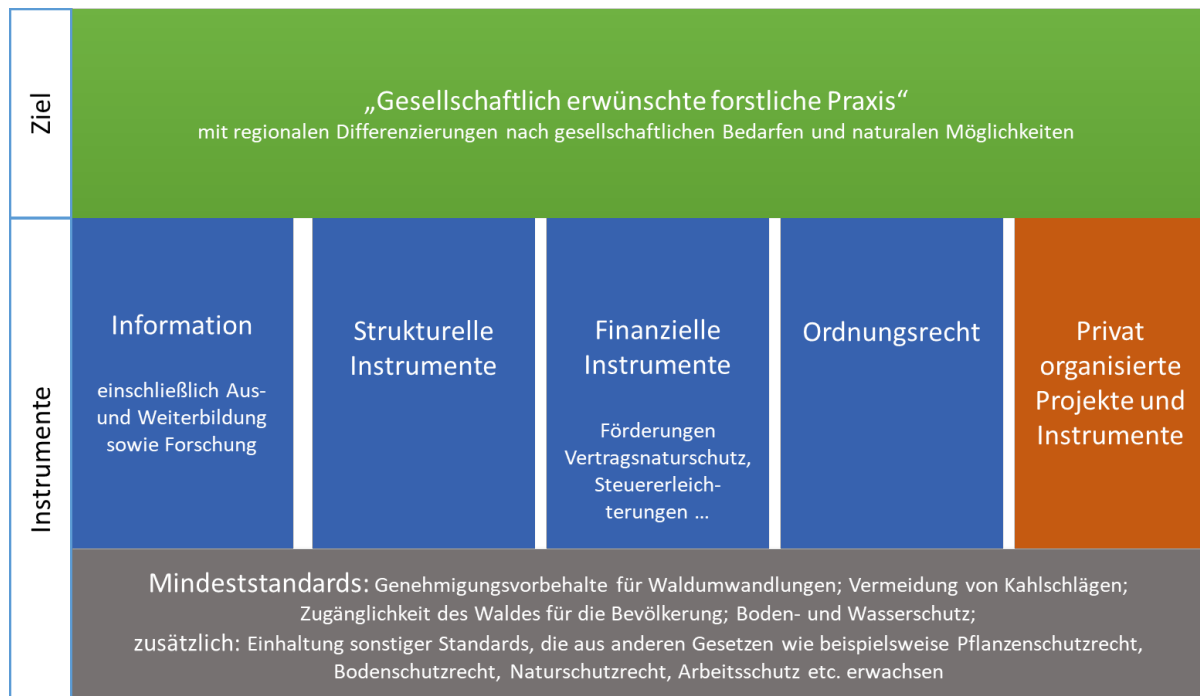 Ziel
„Gesellschaftlich erwünschte forstliche Praxis“
mit regionalen Differenzierungen nach gesellschaftlichen Bedarfen und naturalen Möglichkeiten
Instrumente
Information
einschließlich Aus-
und Weiterbildung
sowie Forschung
Strukturelle
Instrumente
Finanzielle
Instrumente
Förderungen
Vertragsnaturschutz,
Steuererleich-
terungen ...
Ordnungsrecht
Privat
organisierte
Projekte und
Instrumente
Mindeststandards: Genehmigungsvorbehalte für Waldumwandlungen; Vermeidung von Kahlschlägen;
Zugänglichkeit des Waldes für die Bevölkerung; Boden- und Wasserschutz;
zusätzlich: Einhaltung sonstiger Standards, die aus anderen Gesetzen wie beispielsweise Pflanzenschutzrecht,
Bodenschutzrecht, Naturschutzrecht, Arbeitsschutz etc. erwachsen